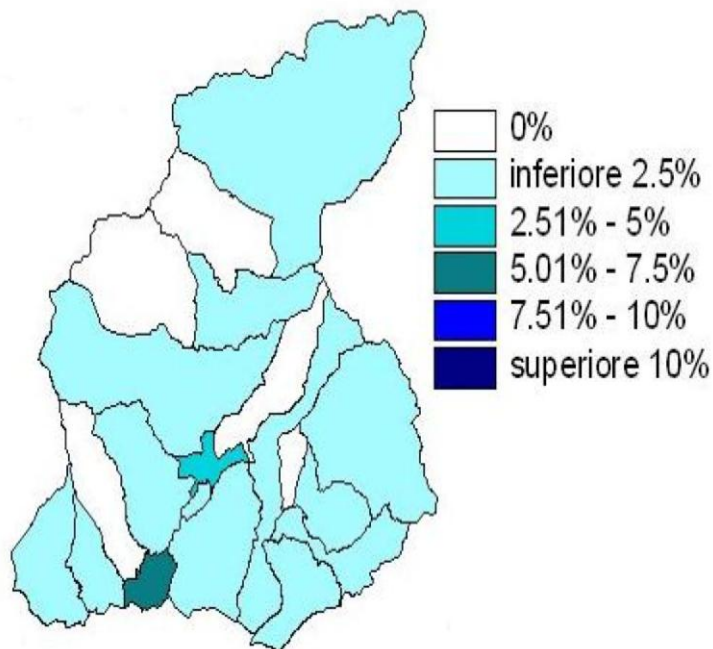 0%
inferiore 2.5%
2.51% - 5%
5.01% - 7.5%
7.51% - 10%
superiore 10%